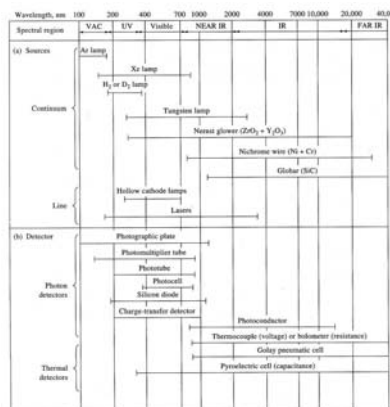 Wavelength, nm 100 200 400 700 1000 2000 4000 7000 10,000 20,000 40,0
Spectral region VAC UV Visible NEAR IR IR FAR IR
(a) Sources
Ar lamp
Xe lamp
H₂ or D₂ lamp
Continuum
Tungsten lamp
Nernst glower (ZrO₂ + Y₂O₃)
Nichrome wire (Ni + Cr)
Globar (SiC)
Hollow cathode lamps
Line
Lasers
(b) Detector
Photographic plate
Photomultiplier tube
Phototube
Photon
Photocell
detectors
Silicone diode
Charge-transfer detector
Photoconductor
Thermocouple (voltage) or bolometer (resistance)
Golay pneumatic cell
Thermal
Pyroelectric cell (capacitance)
detectors